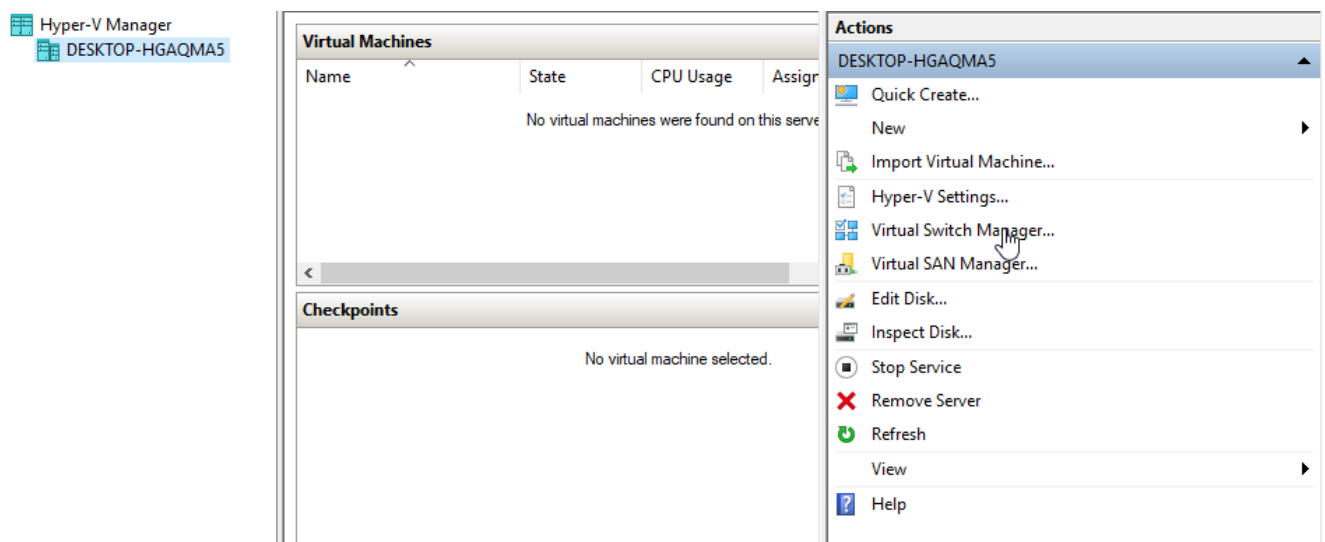 Hyper-V Manager
DESKTOP-HGAQMA5
Virtual Machines
Name State CPU Usage Assign
No virtual machines were found on this serve
Checkpoints
No virtual machine selected.
Actions
DESKTOP-HGAQMA5
Quick Create...
New
Import Virtual Machine...
Hyper-V Settings...
Virtual Switch Manager...
Virtual SAN Manager...
Edit Disk...
Inspect Disk...
Stop Service
Remove Server
Refresh
View
Help